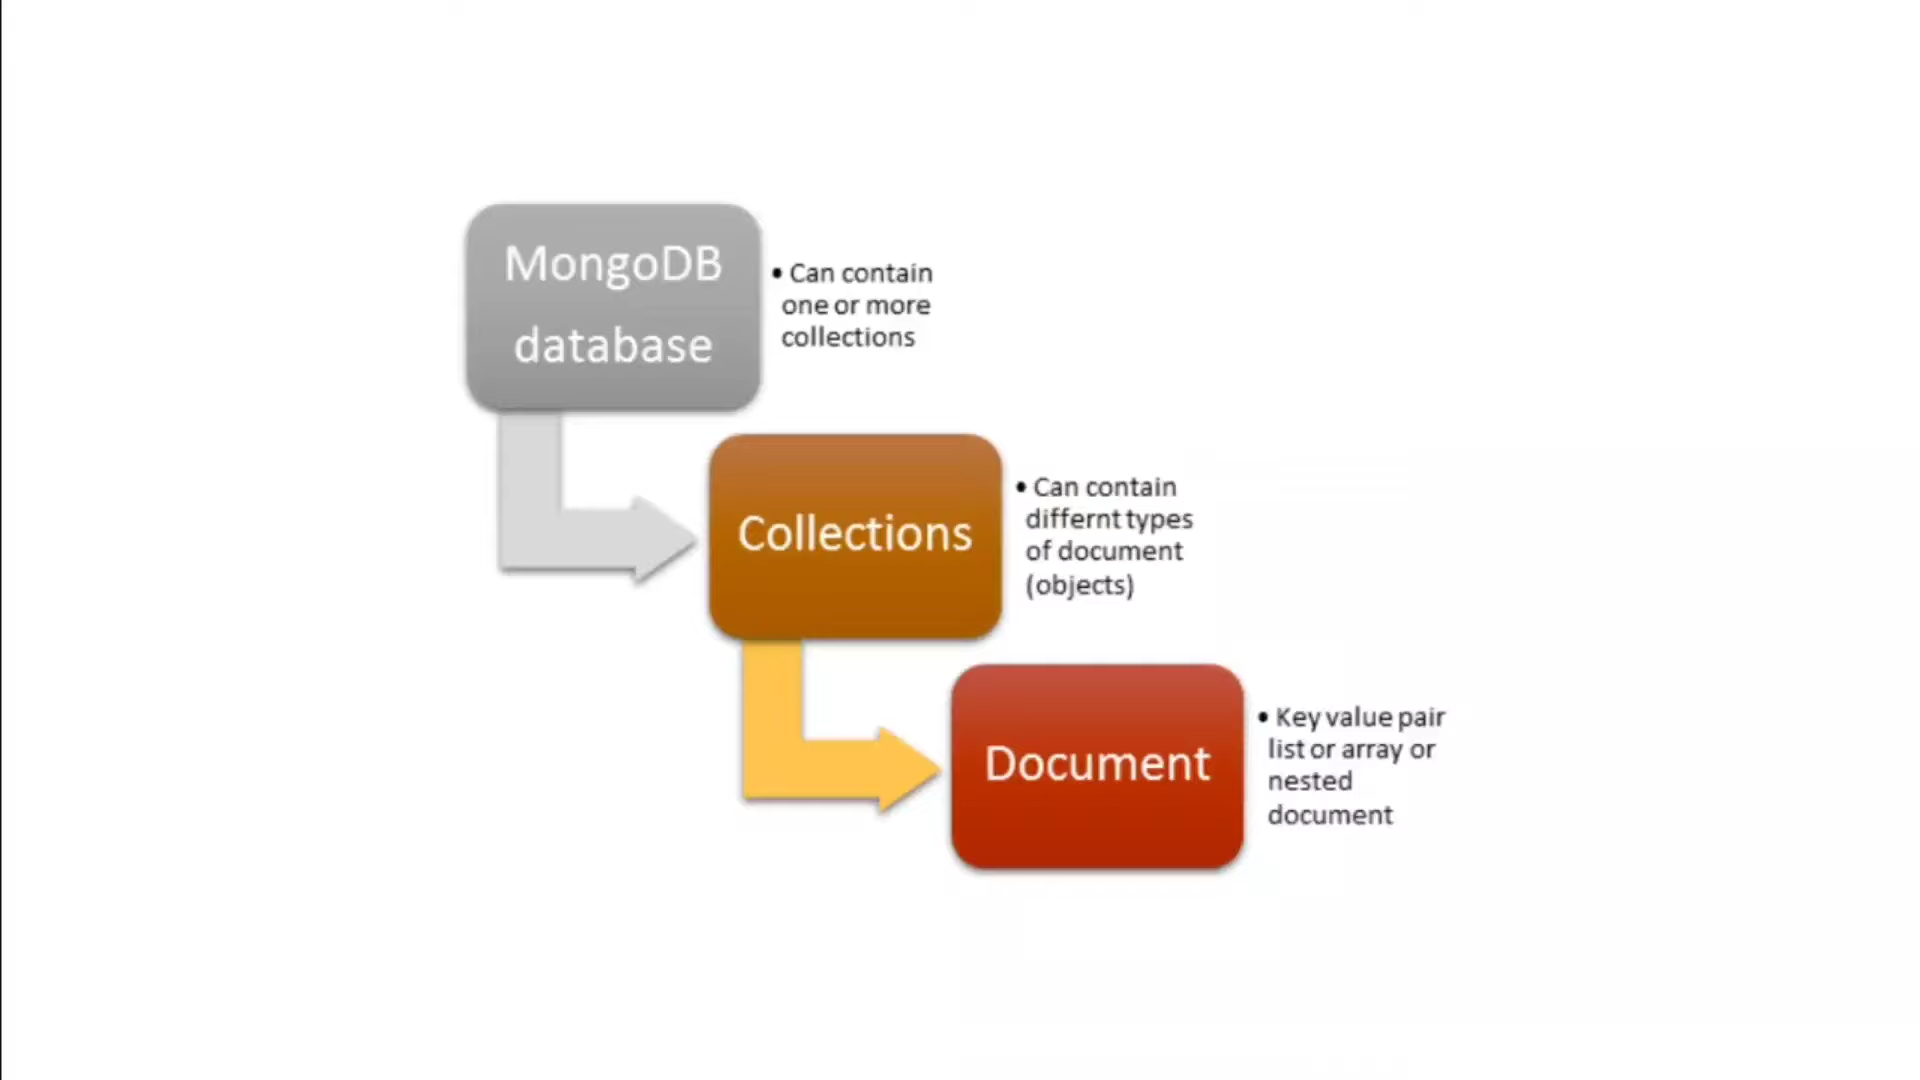 MongoDB
database
• Can contain
one or more
collections
Collections
• Can contain
differnt types
of document
(objects)
Document
• Key value pair
list or array or
nested
document